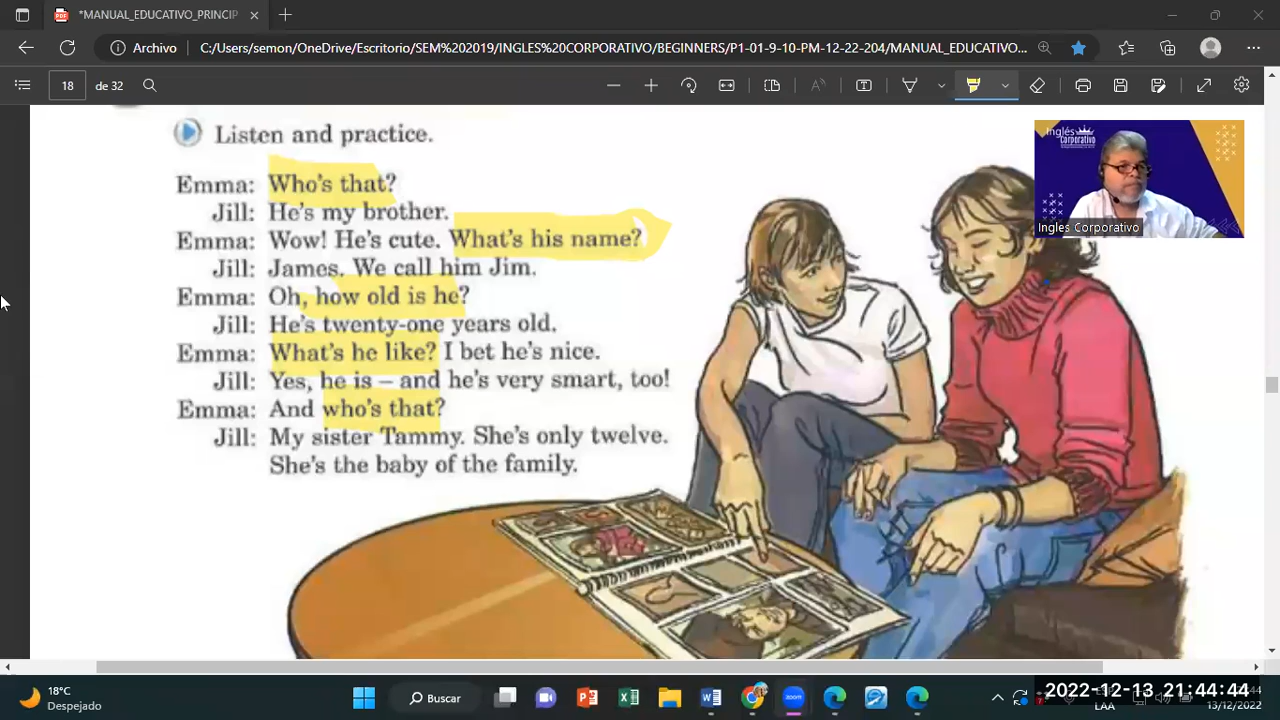 *MANUAL_EDUCATIVO_PRINCIP
Archivo
C:/Users/semon/OneDrive/Escritorio/SEM%202019/INGLES%20CORPORATIVO/BEGINNERS/P1-01-9-10-PM-12-22-204/MANUAL_EDUCATIVO...
18 de 32
Listen and practice.
Emma: Who's that?
Jill: He's my brother.
Emma: Wow! He's cute. What's his name?
Jill: James. We call him Jim.
Emma: Oh, how old is he?
Jill: He's twenty-one years old.
Emma: What's he like? I bet he's nice.
Jill: Yes, he is – and he's very smart, too!
Emma: And who's that?
Jill: My sister Tammy. She's only twelve.
She's the baby of the family.
Inglés
Corporativo
Ingles Corporativo
18°C
Despejado
Buscar
2022-12-13 21:44:44
LAA
13/12/2022